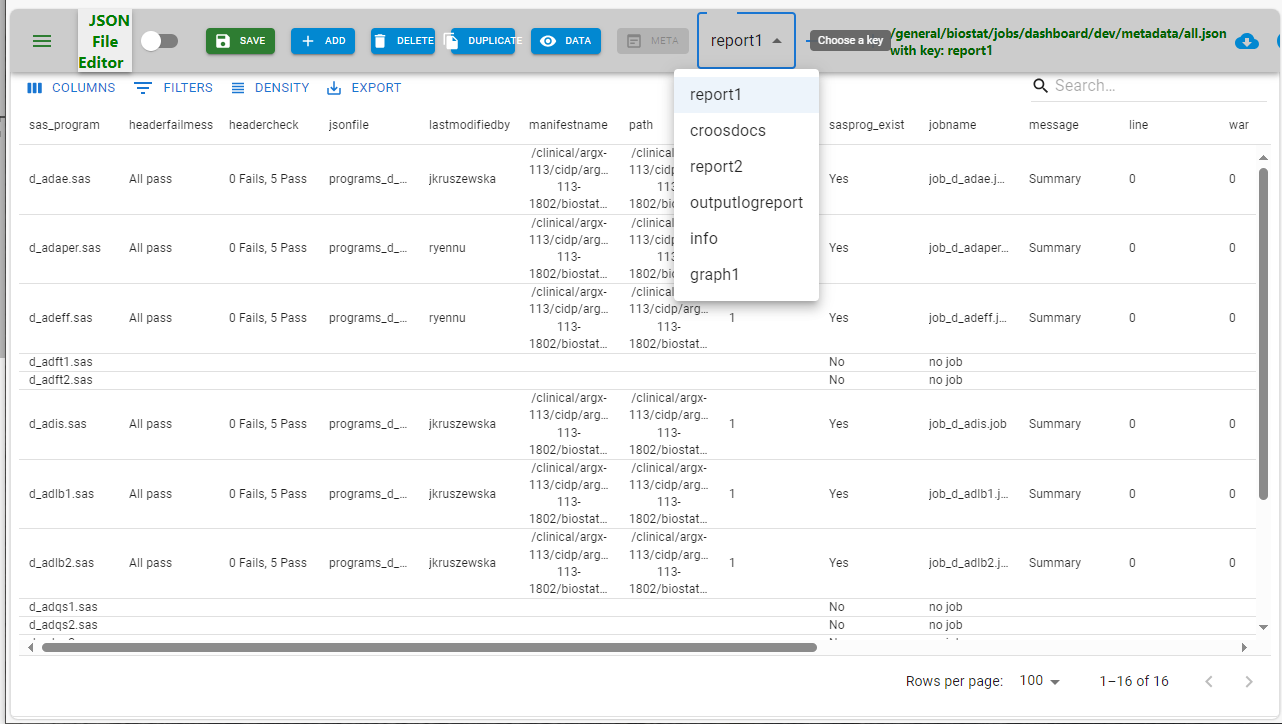 JSON
File
Editor
SAVE
ADD
DELETE
DUPLICATE
DATA
META
report1
Choose a key
/general/biostat/jobs/dashboard/dev/metadata/all.json
with key: report1
COLUMNS FILTERS DENSITY EXPORT
Search…
report1
croosdocs
report2
outputlogreport
info
graph1
sas_program headerfailmess headercheck jsonfile lastmodifiedby manifestname path sasprog_exist jobname message line war
/clinical/argx- /clinical
113/cidp/arg… 113/cid
d_adae.sas All pass 0 Fails, 5 Pass programs_d_… jkruszewska Yes job_d_adae.j… Summary 0 0
113- 113
1802/biostat… 1802/bi
/clinical/argx- /clinical
113/cidp/arg… 113/cid
d_adaper.sas All pass 0 Fails, 5 Pass programs_d_… ryennu Yes job_d_adaper… Summary 0 0
113- 113
1802/biostat… 1802/bi
/clinical/argx- /clinical
113/cidp/arg… 113/cidp/arg…
d_adeff.sas All pass 0 Fails, 5 Pass programs_d_… ryennu 1 Yes job_d_adeff.j… Summary 0 0
113- 113-
1802/biostat… 1802/biostat…
d_adft1.sas No no job
d_adft2.sas No no job
/clinical/argx- /clinical/argx-
113/cidp/arg… 113/cidp/arg…
d_adis.sas All pass 0 Fails, 5 Pass programs_d_… jkruszewska 1 Yes job_d_adis.job Summary 0 0
113- 113-
1802/biostat… 1802/biostat…
/clinical/argx- /clinical/argx-
113/cidp/arg… 113/cidp/arg…
d_adlb1.sas All pass 0 Fails, 5 Pass programs_d_… jkruszewska 1 Yes job_d_adlb1.j… Summary 0 0
113- 113-
1802/biostat… 1802/biostat…
/clinical/argx- /clinical/argx-
113/cidp/arg… 113/cidp/arg…
d_adlb2.sas All pass 0 Fails, 5 Pass programs_d_… jkruszewska 1 Yes job_d_adlb2.j… Summary 0 0
113- 113-
1802/biostat… 1802/biostat…
d_adqs1.sas No no job
d_adqs2.sas No no job
Rows per page: 100 1–16 of 16